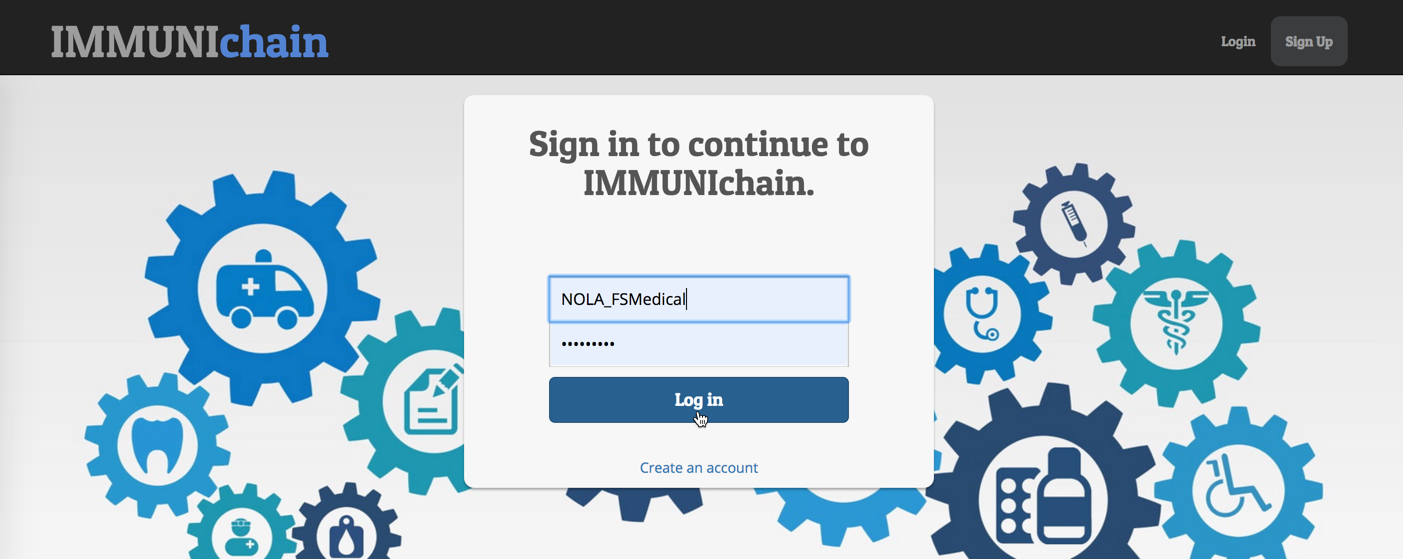 IMMUNIchain
Login
Sign Up
Sign in to continue to
IMMUNIchain.
NOLA_FSMedical
•••••••••
Log in
Create an account